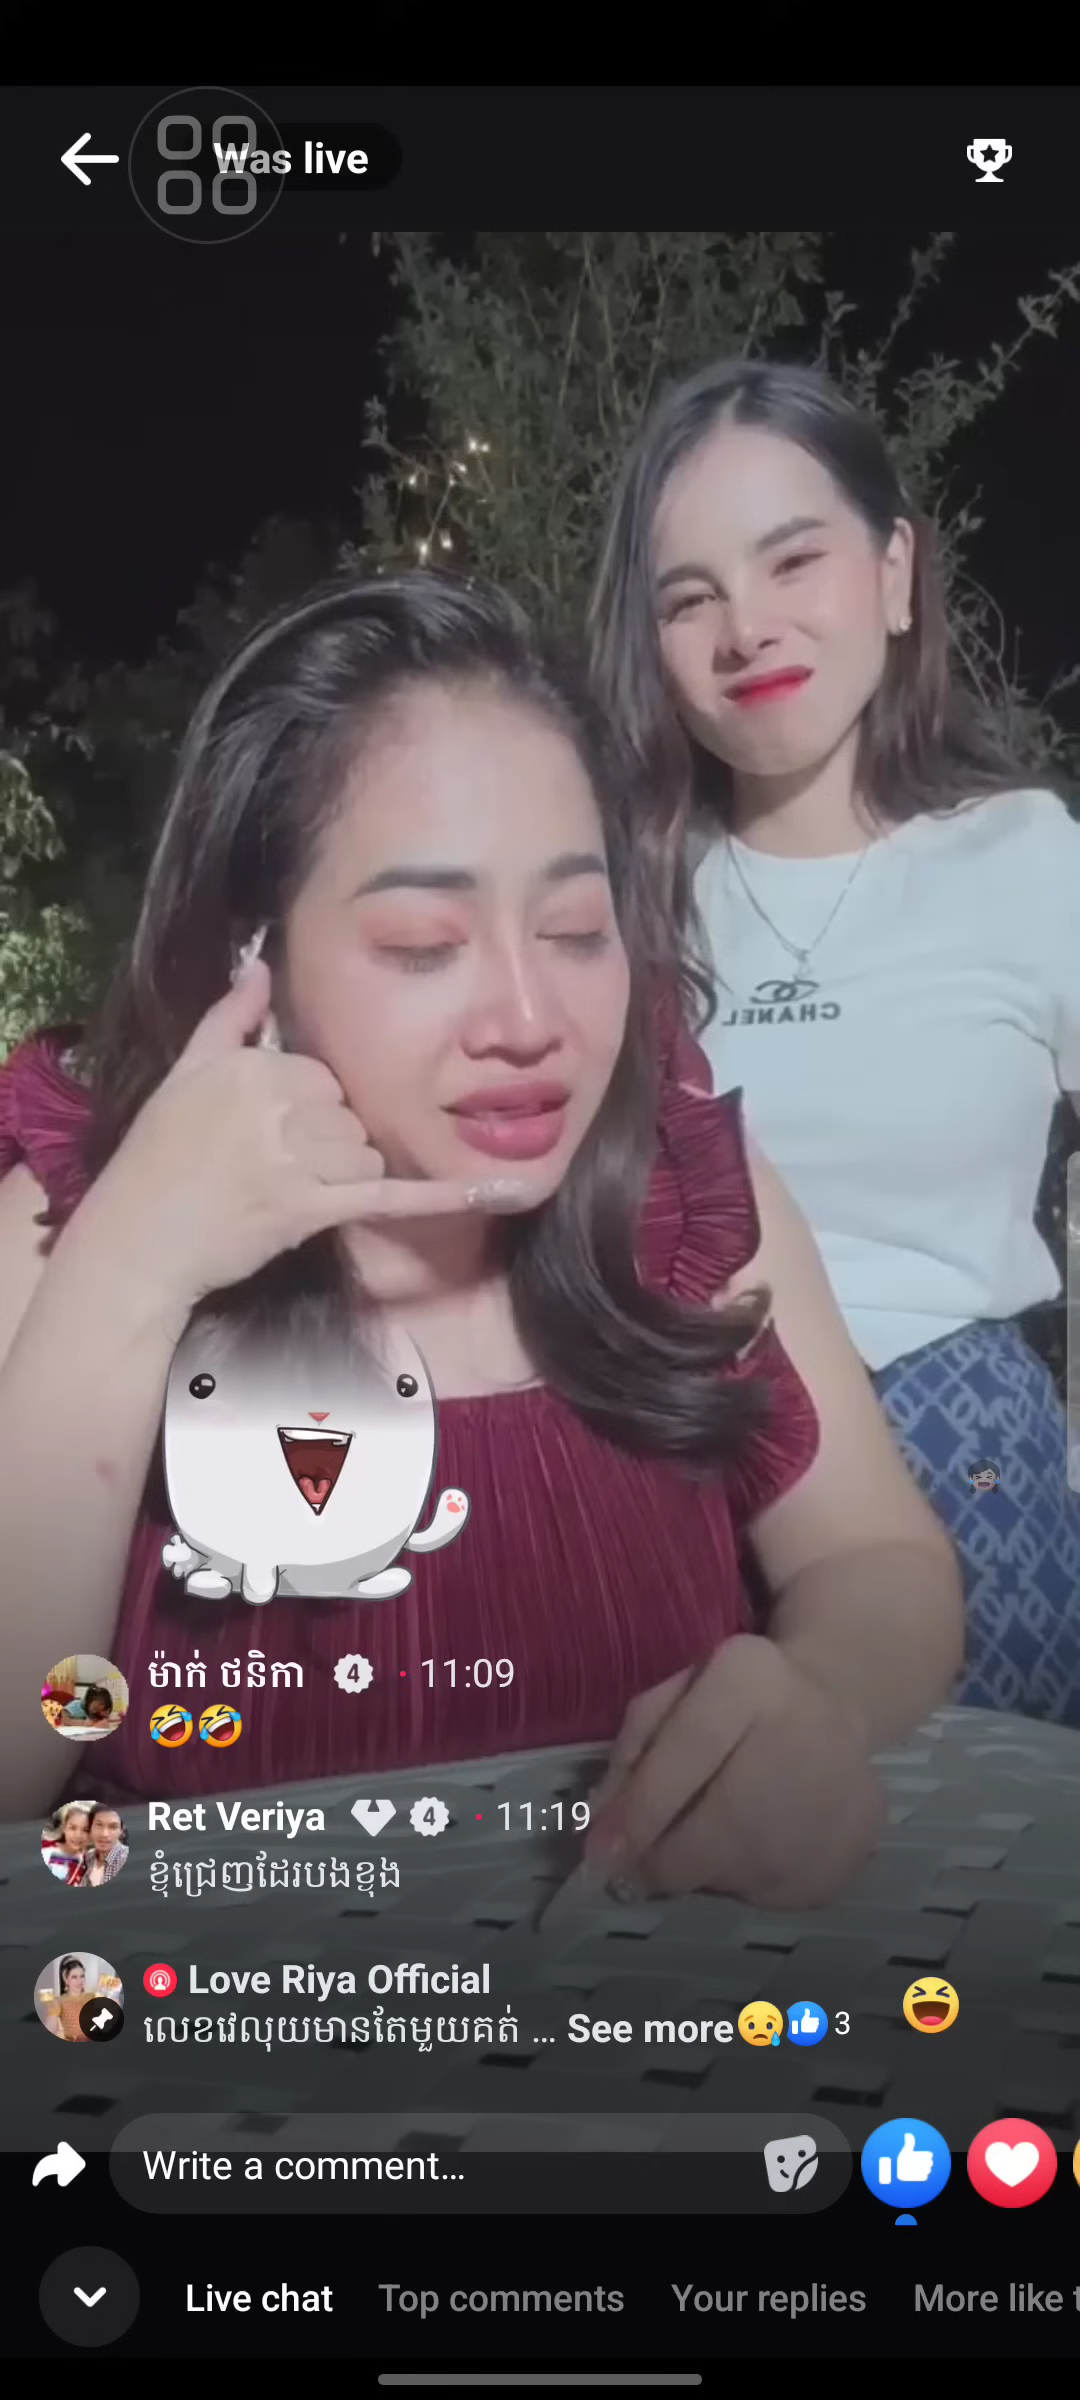 Was live
CHANEL
ម៉ាក់ ថនិកា 4 · 11:09
🤣🤣
Ret Veriya 4 · 11:19
ខ្ញុំជ្រេញដែរបងខ្ងុង
Love Riya Official
លេខវេលុយមានតែមួយគត់ ... See more 3
Write a comment...
Live chat Top comments Your replies More like t